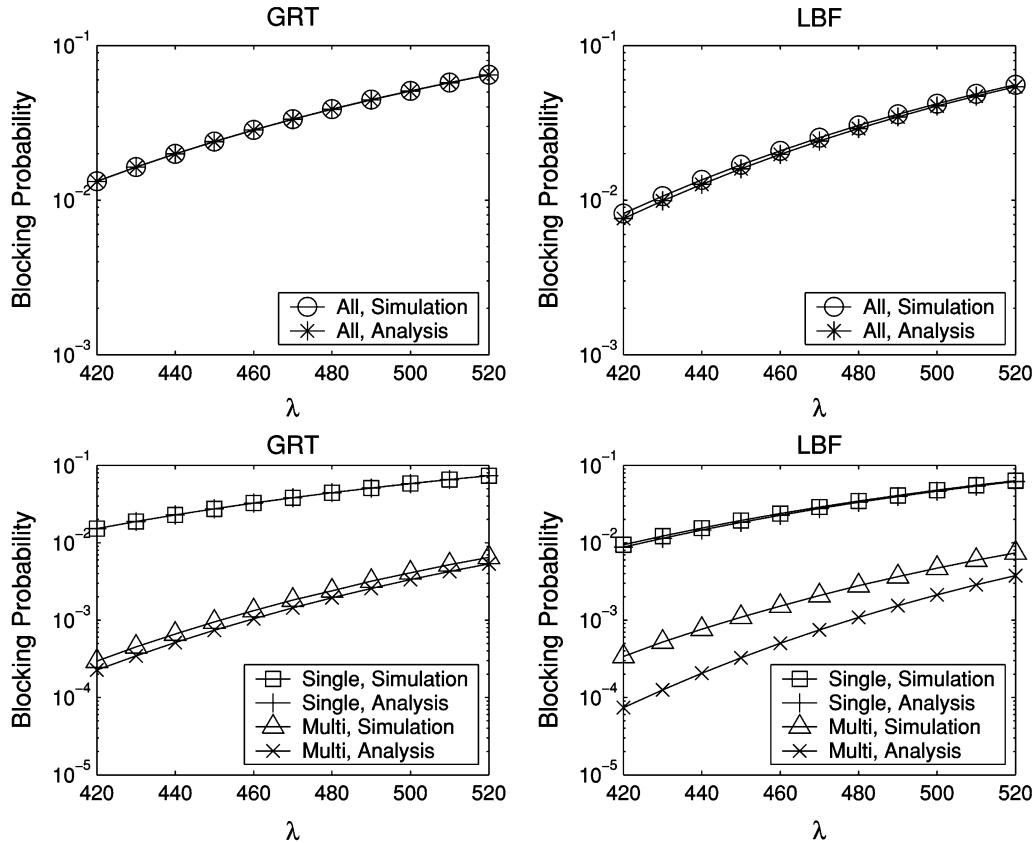 GRT
10^-1
10^-2
10^-3
Blocking Probability
All, Simulation
All, Analysis
420 440 460 480 500 520
λ
LBF
10^-1
10^-2
10^-3
Blocking Probability
All, Simulation
All, Analysis
420 440 460 480 500 520
λ
GRT
10^-1
10^-2
10^-3
10^-4
10^-5
Blocking Probability
Single, Simulation
Single, Analysis
Multi, Simulation
Multi, Analysis
420 440 460 480 500 520
λ
LBF
10^-1
10^-2
10^-3
10^-4
10^-5
Blocking Probability
Single, Simulation
Single, Analysis
Multi, Simulation
Multi, Analysis
420 440 460 480 500 520
λ